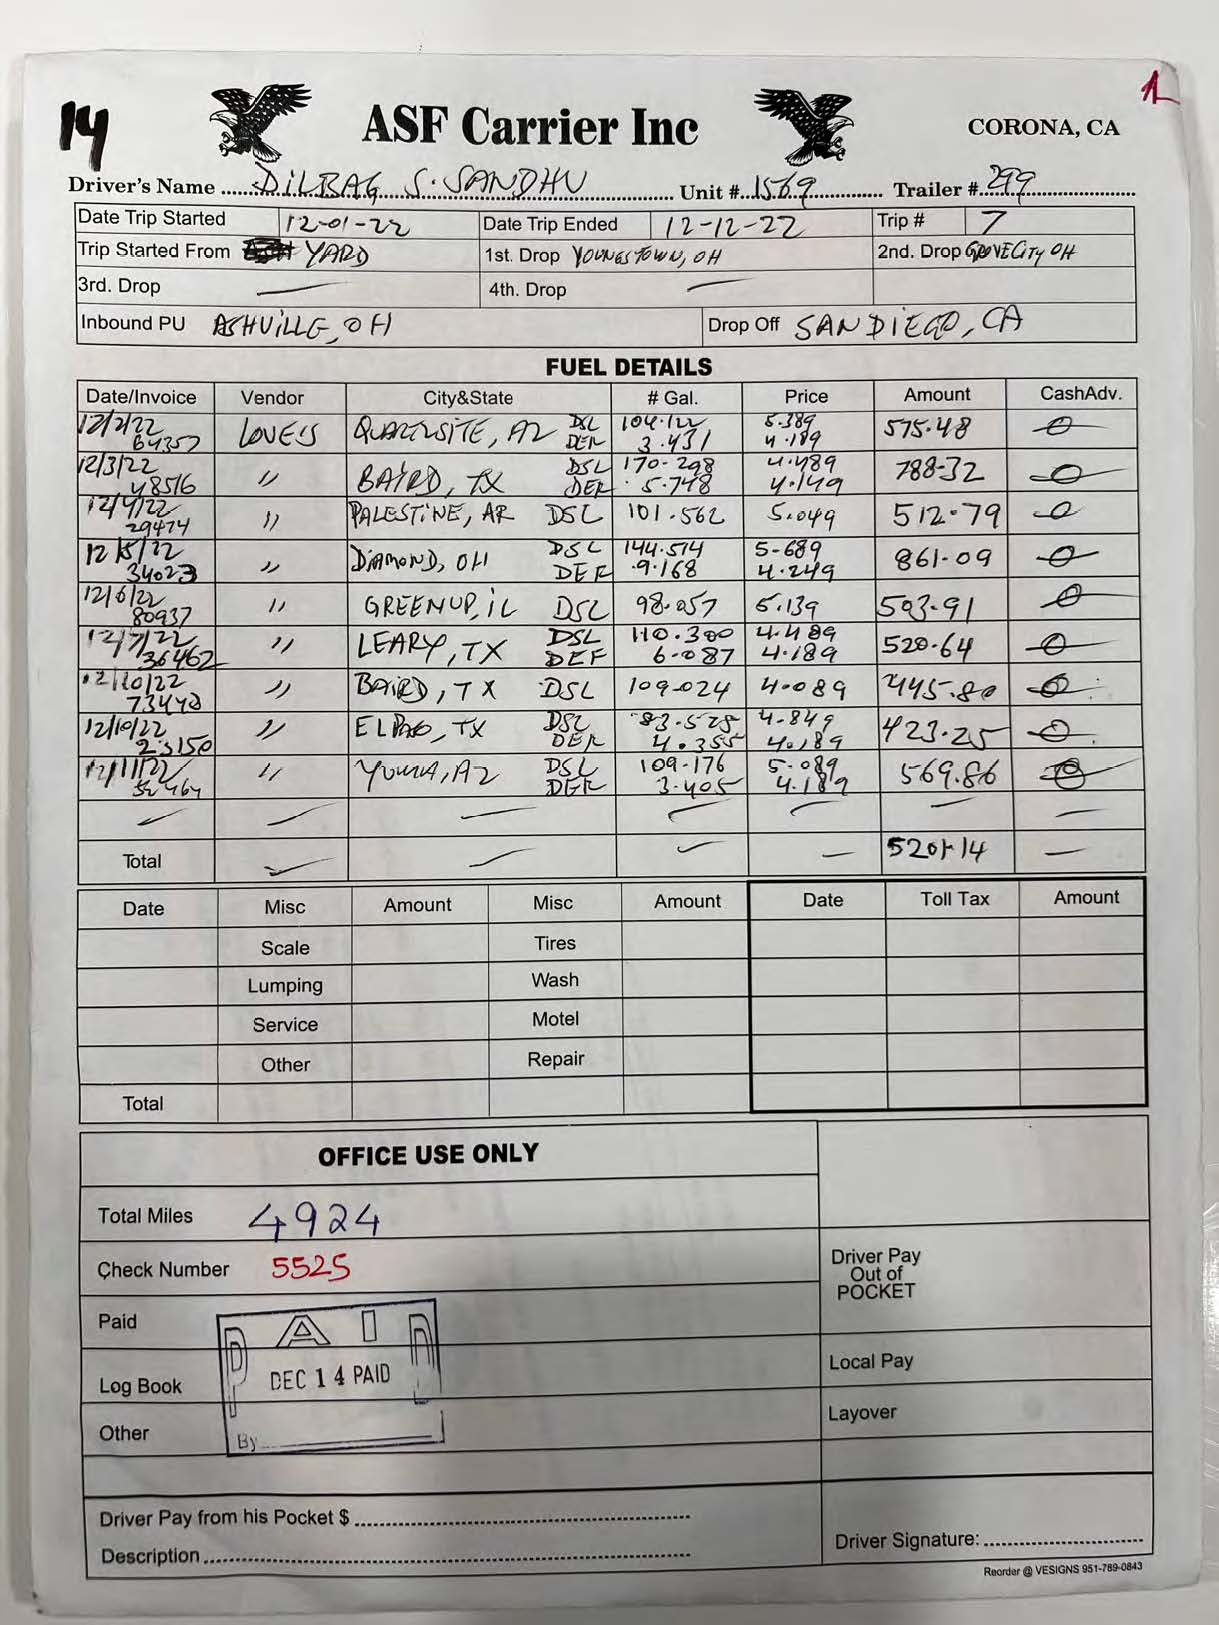 14
1
ASF Carrier Inc
CORONA, CA
Driver's Name DILBAG S. SANDHU Unit # 1569 Trailer # 299
Date Trip Started 12-01-22 Date Trip Ended 12-12-22 Trip # 7
Trip Started From YARD 1st. Drop YOUNGSTOWN, OH 2nd. Drop GROVECITY OH
3rd. Drop — 4th. Drop —
Inbound PU ASHVILLE, OH Drop Off SAN DIEGO, CA
FUEL DETAILS
Date/Invoice Vendor City&State # Gal. Price Amount CashAdv.
12/2/22 DSL 104.122 5.389
64357 LOVE'S QUARTZSITE, AZ DER 3.431 4.189 575.48 0
12/3/22 DSL 170-298 4.489
48516 " BAIRD, TX DER 5.748 4.149 788-32 0
12/4/22
29474 " PALESTINE, AR DSL 101.562 5.049 512.79 0
12/5/22 DSL 144.514 5-689
34023 " DIAMOND, OH DEF 9.168 4.249 861.09 0
12/6/22
80937 " GREENUP, IL DSL 98.057 5.139 503.91 0
12/7/22 DSL 110.300 4.489
36462 " LEARY, TX DEF 6.087 4.189 520.64 0
12/10/22
73440 " BAIRD, TX DSL 109-024 4.089 445.80 0
12/10/22 DSL 83.525 4.849
23150 " EL PASO, TX DER 4.355 4.189 423.25 0
12/11/22 DSL 109-176 5.089
52464 " YUMA, AZ DER 3.405 4.189 569.86 0
Total 5201-14 —
Date Misc Amount Misc Amount Date Toll Tax Amount
Scale Tires
Lumping Wash
Service Motel
Other Repair
Total
OFFICE USE ONLY
Total Miles 4924
Check Number 5525
Driver Pay
Out of
POCKET
Paid
PAID
DEC 14 PAID
By
Log Book
Local Pay
Other
Layover
Driver Pay from his Pocket $
Description
Driver Signature:
Reorder @ VESIGNS 951-789-0843